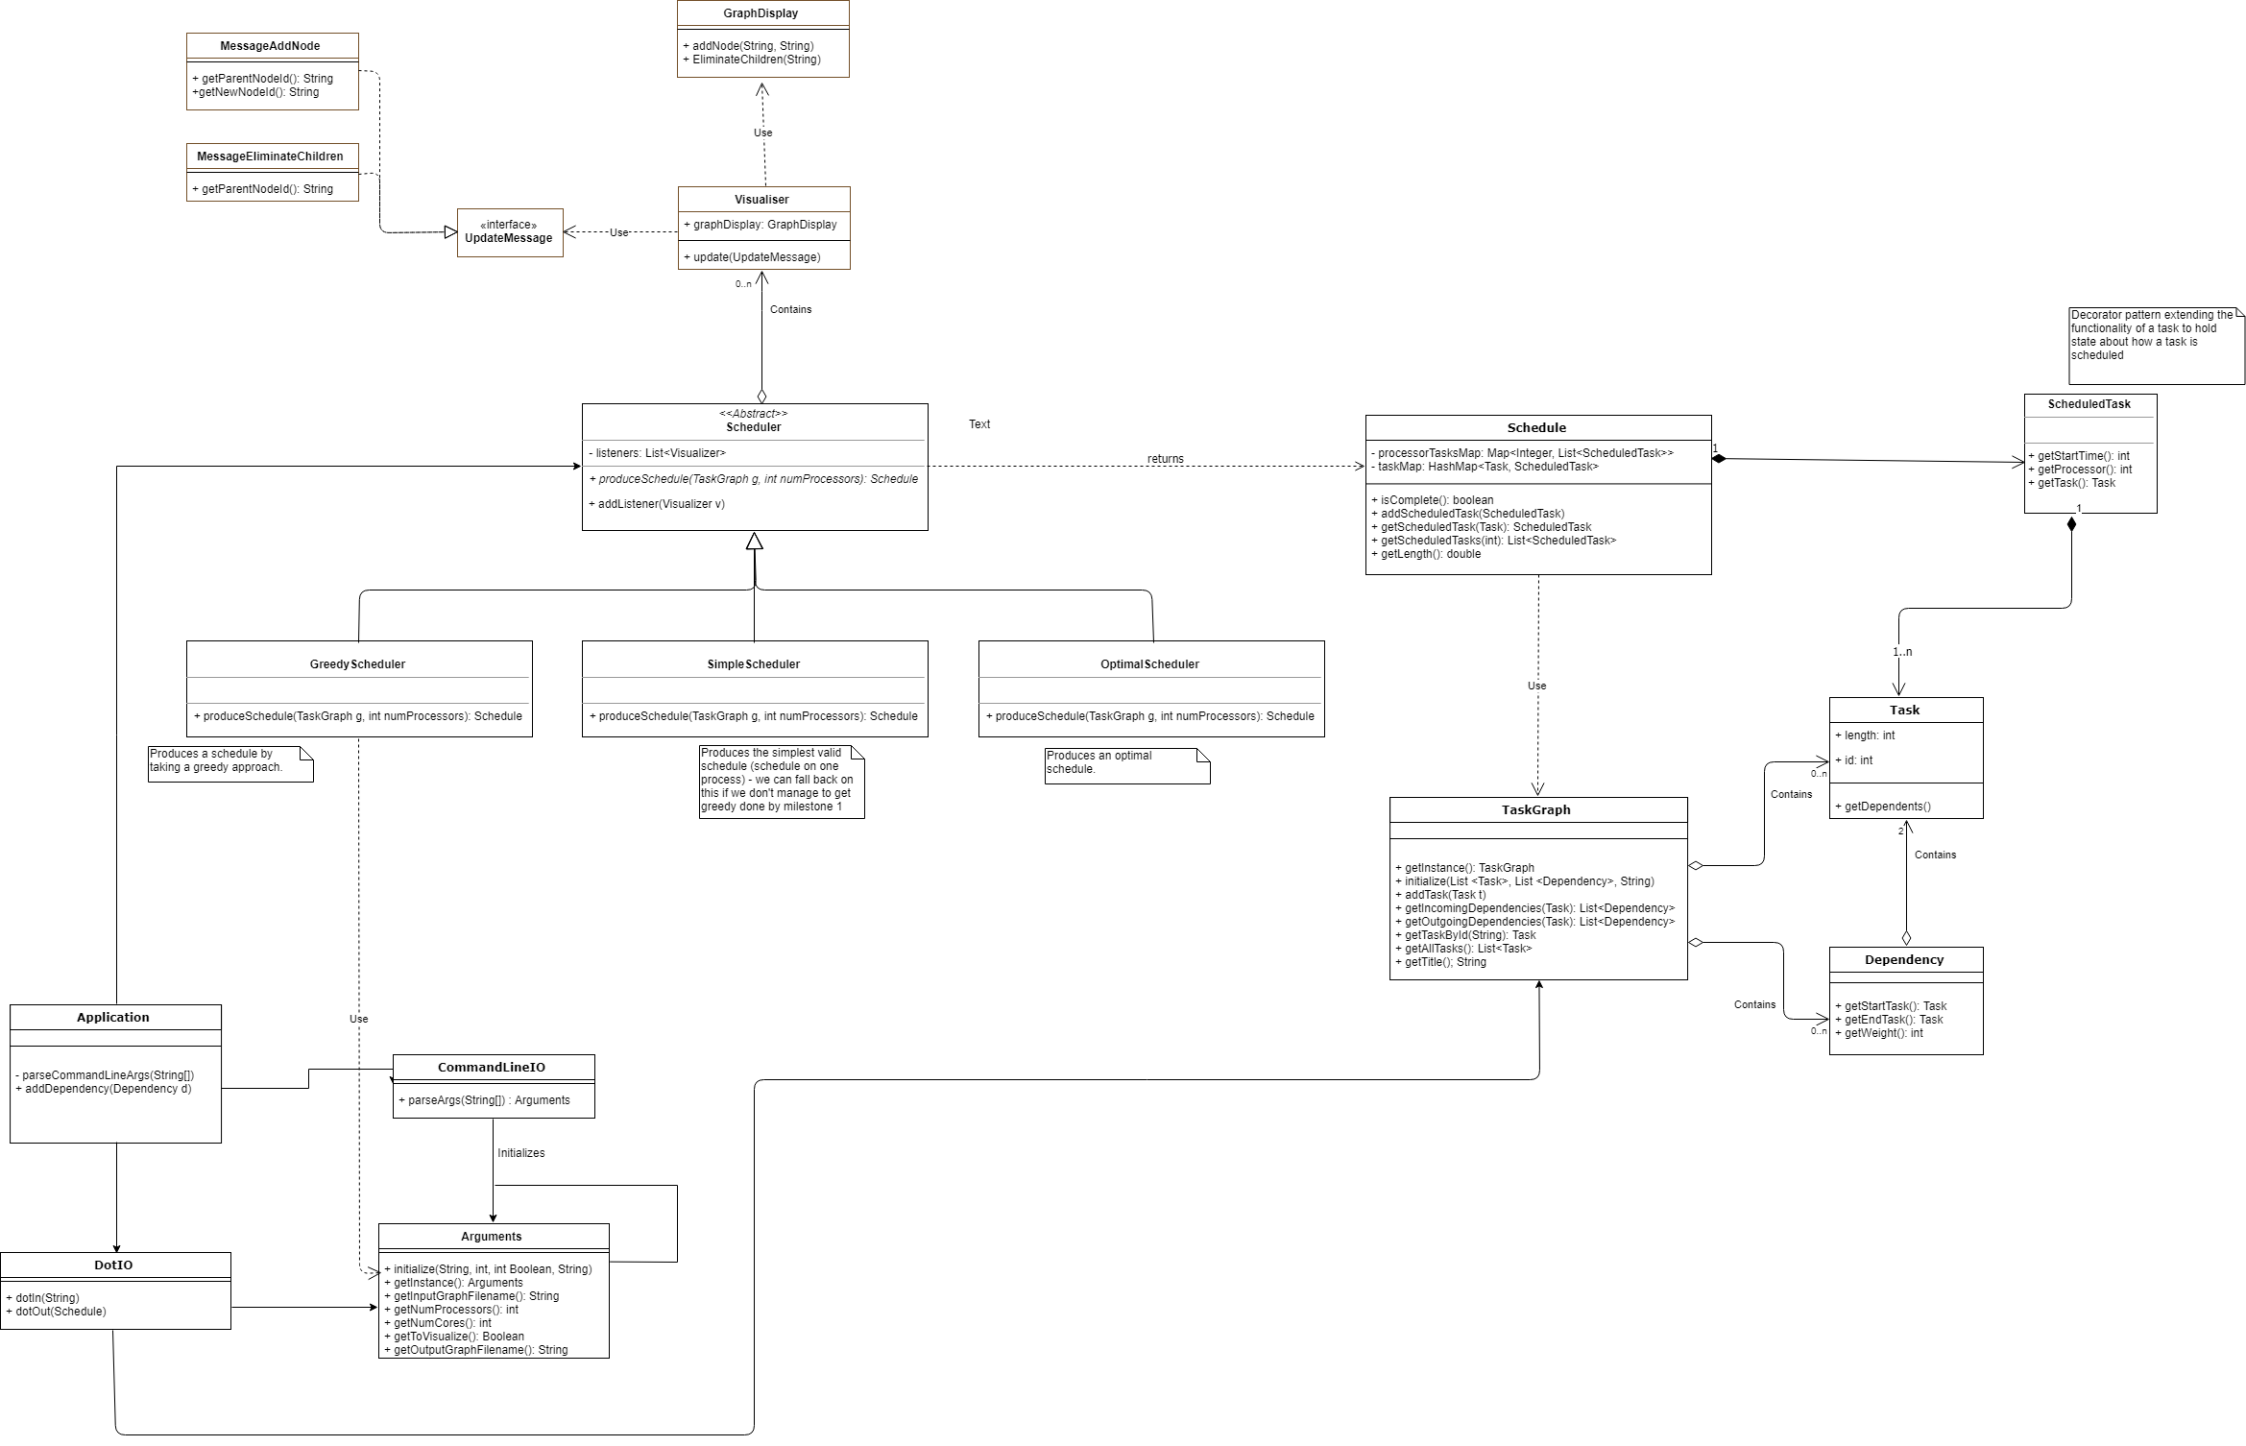 GraphDisplay
+ addNode(String, String)
+ EliminateChildren(String)
MessageAddNode
+ getParentNodeId(): String
+getNewNodeId(): String
Use
MessageEliminateChildren
+ getParentNodeId(): String
«interface»
UpdateMessage
Use
Visualiser
+ graphDisplay: GraphDisplay
+ update(UpdateMessage)
0..n
Contains
Decorator pattern extending the
functionality of a task to hold
state about how a task is
scheduled
<<Abstract>>
Scheduler
- listeners: List<Visualizer>
+ produceSchedule(TaskGraph g, int numProcessors): Schedule
+ addListener(Visualizer v)
Text
returns
Schedule
- processorTasksMap: Map<Integer, List<ScheduledTask>>
- taskMap: HashMap<Task, ScheduledTask>
+ isComplete(): boolean
+ addScheduledTask(ScheduledTask)
+ getScheduledTask(Task): ScheduledTask
+ getScheduledTasks(int): List<ScheduledTask>
+ getLength(): double
1
ScheduledTask
+ getStartTime(): int
+ getProcessor(): int
+ getTask(): Task
1
1..n
GreedyScheduler
+ produceSchedule(TaskGraph g, int numProcessors): Schedule
Produces a schedule by
taking a greedy approach.
SimpleScheduler
+ produceSchedule(TaskGraph g, int numProcessors): Schedule
Produces the simplest valid
schedule (schedule on one
process) - we can fall back on
this if we don't manage to get
greedy done by milestone 1
OptimalScheduler
+ produceSchedule(TaskGraph g, int numProcessors): Schedule
Produces an optimal
schedule.
Use
Task
+ length: int
+ id: int
+ getDependents()
0..n
Contains
2
Contains
TaskGraph
+ getInstance(): TaskGraph
+ initialize(List <Task>, List <Dependency>, String)
+ addTask(Task t)
+ getIncomingDependencies(Task): List<Dependency>
+ getOutgoingDependencies(Task): List<Dependency>
+ getTaskById(String): Task
+ getAllTasks(): List<Task>
+ getTitle(); String
Contains
0..n
Dependency
+ getStartTask(): Task
+ getEndTask(): Task
+ getWeight(): int
Application
- parseCommandLineArgs(String[])
+ addDependency(Dependency d)
Use
CommandLineIO
+ parseArgs(String[]) : Arguments
Initializes
Arguments
+ initialize(String, int, int Boolean, String)
+ getInstance(): Arguments
+ getInputGraphFilename(): String
+ getNumProcessors(): int
+ getNumCores(): int
+ getToVisualize(): Boolean
+ getOutputGraphFilename(): String
DotIO
+ dotIn(String)
+ dotOut(Schedule)